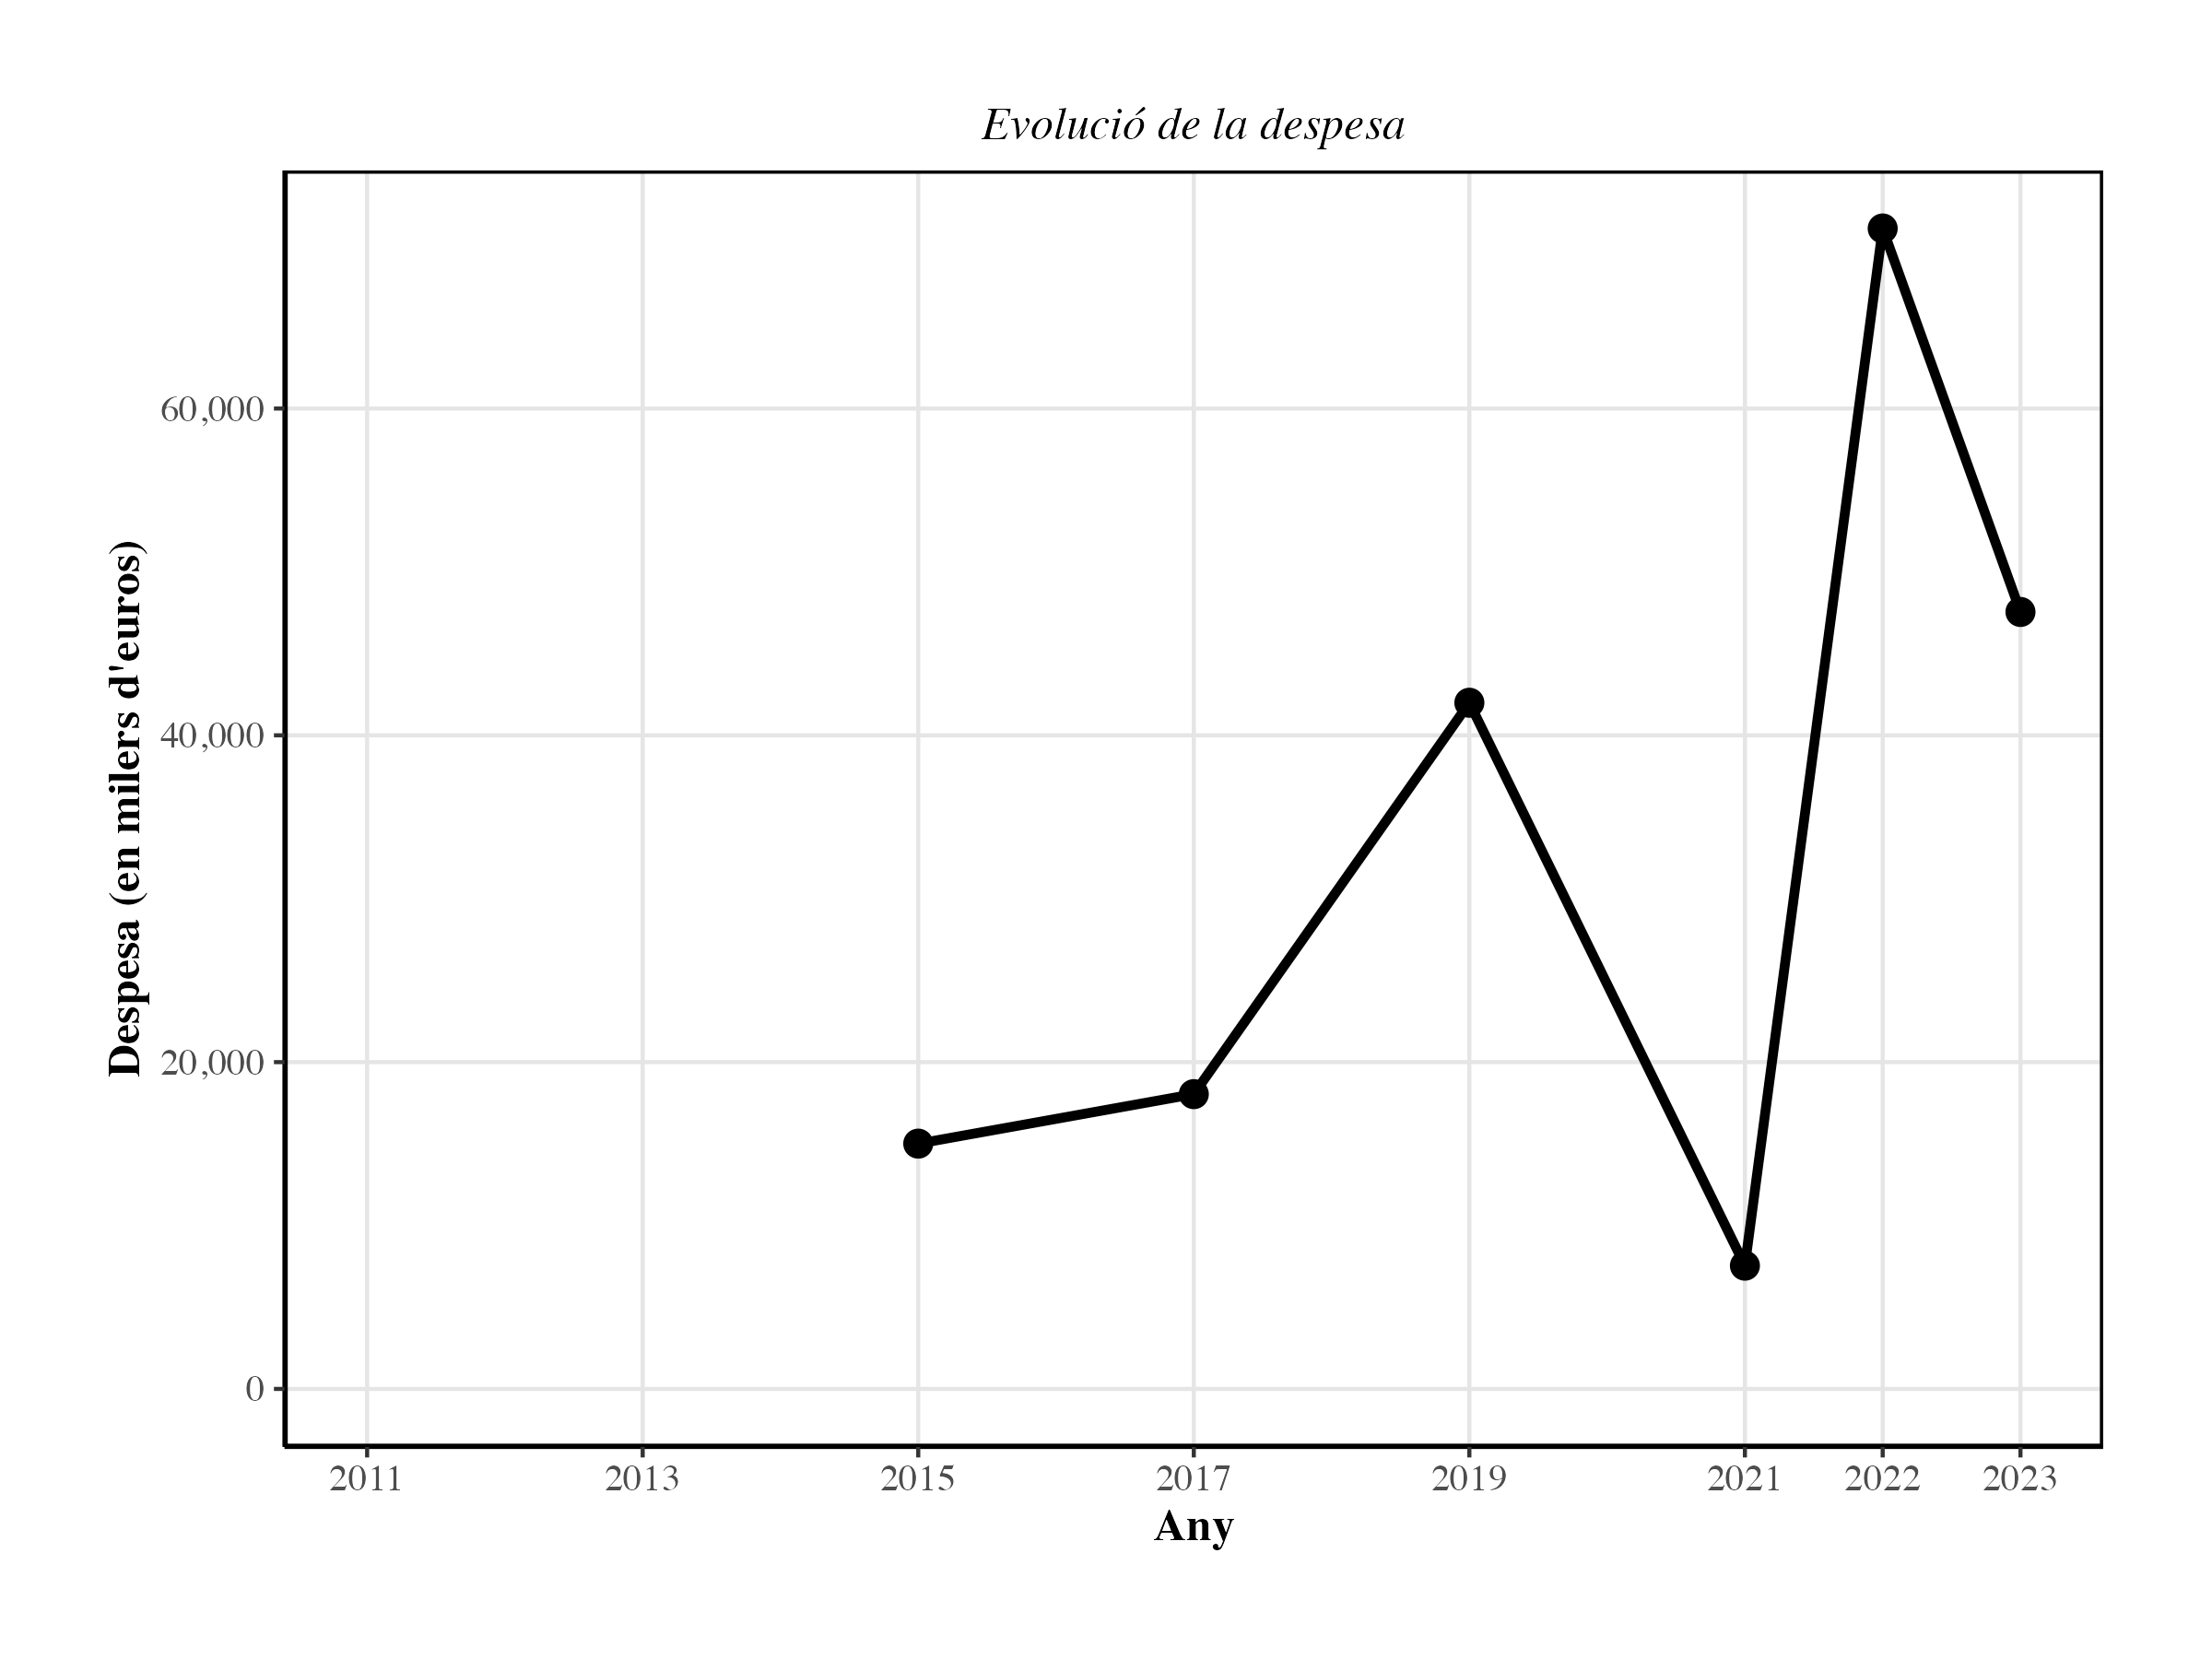 Evolució de la despesa
Despesa (en milers d'euros)
60,000
40,000
20,000
0
2011 2013 2015 2017 2019 2021 2022 2023
Any